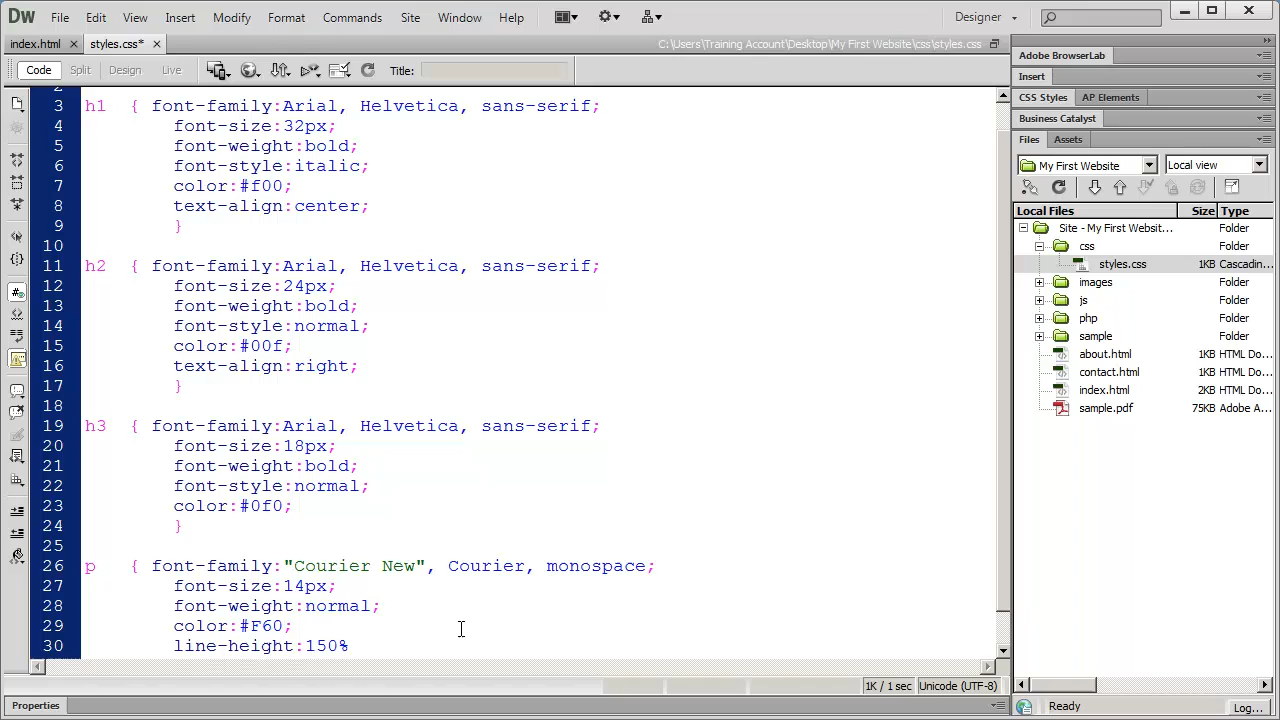 Dw File Edit View Insert Modify Format Commands Site Window Help Designer
index.html styles.css* C:\Users\Training Account\Desktop\My First Website\css\styles.css
Code Split Design Live Title:
3 h1 { font-family:Arial, Helvetica, sans-serif;
4 font-size:32px;
5 font-weight:bold;
6 font-style:italic;
7 color:#f00;
8 text-align:center;
9 }
10
11 h2 { font-family:Arial, Helvetica, sans-serif;
12 font-size:24px;
13 font-weight:bold;
14 font-style:normal;
15 color:#00f;
16 text-align:right;
17 }
18
19 h3 { font-family:Arial, Helvetica, sans-serif;
20 font-size:18px;
21 font-weight:bold;
22 font-style:normal;
23 color:#0f0;
24 }
25
26 p { font-family:"Courier New", Courier, monospace;
27 font-size:14px;
28 font-weight:normal;
29 color:#F60;
30 line-height:150%
1K / 1 sec Unicode (UTF-8)
Properties
Adobe BrowserLab
Insert
CSS Styles AP Elements
Business Catalyst
Files Assets
My First Website Local view
Local Files Size Type
Site - My First Websit... Folder
css Folder
styles.css 1KB Cascadin...
images Folder
js Folder
php Folder
sample Folder
about.html 1KB HTML Do...
contact.html 1KB HTML Do...
index.html 2KB HTML Do...
sample.pdf 75KB Adobe A...
Ready Log...